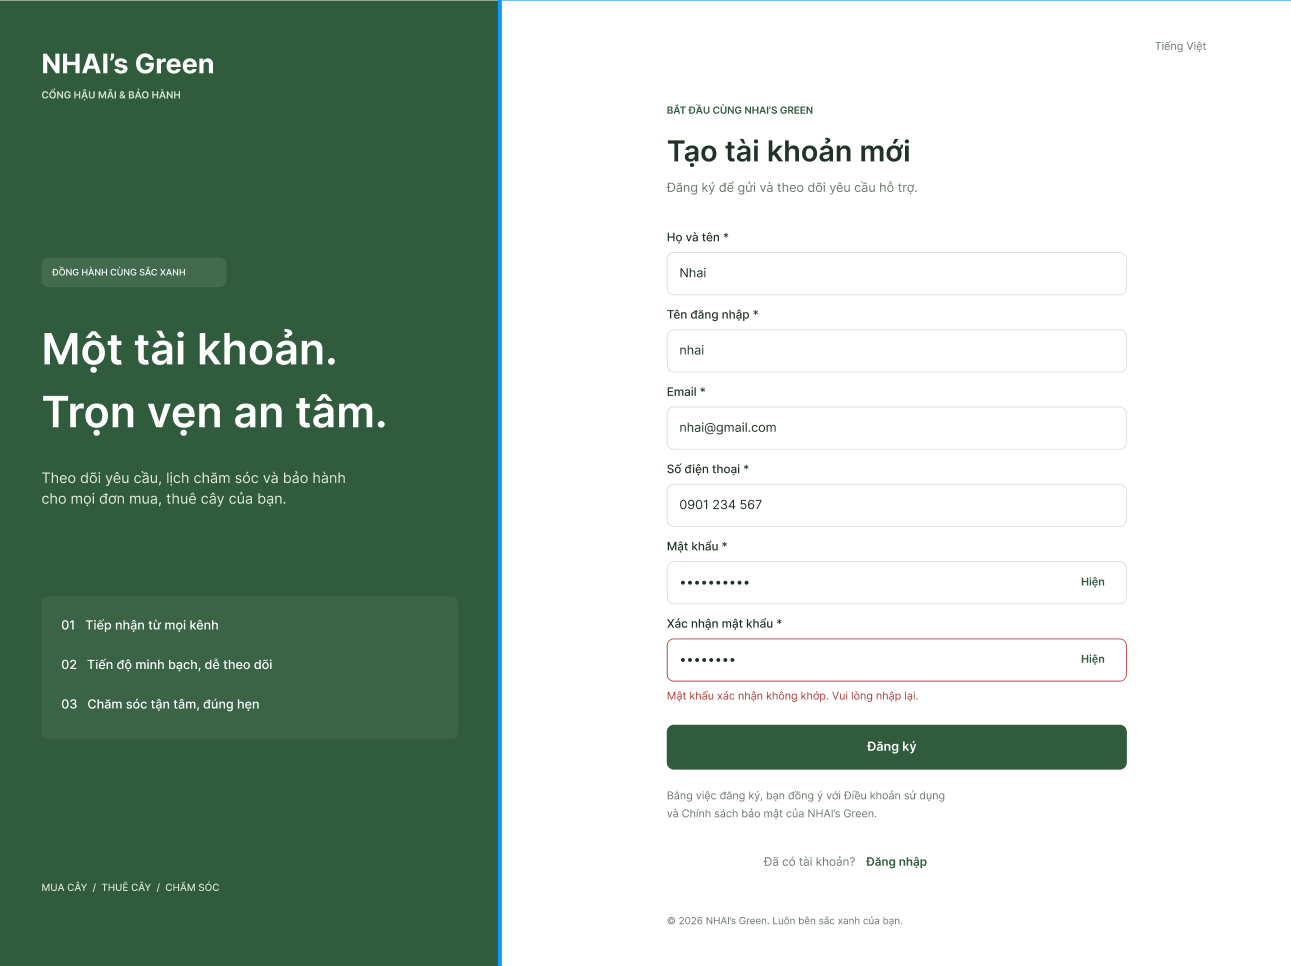 NHAI’s Green
CỔNG HẬU MÃI & BẢO HÀNH
ĐỒNG HÀNH CÙNG SẮC XANH
Một tài khoản.
Trọn vẹn an tâm.
Theo dõi yêu cầu, lịch chăm sóc và bảo hành
cho mọi đơn mua, thuê cây của bạn.
01 Tiếp nhận từ mọi kênh
02 Tiến độ minh bạch, dễ theo dõi
03 Chăm sóc tận tâm, đúng hẹn
MUA CÂY / THUÊ CÂY / CHĂM SÓC
Tiếng Việt
BẮT ĐẦU CÙNG NHAI’S GREEN
Tạo tài khoản mới
Đăng ký để gửi và theo dõi yêu cầu hỗ trợ.
Họ và tên *
Nhai
Tên đăng nhập *
nhai
Email *
nhai@gmail.com
Số điện thoại *
0901 234 567
Mật khẩu *
•••••••••• Hiện
Xác nhận mật khẩu *
•••••••• Hiện
Mật khẩu xác nhận không khớp. Vui lòng nhập lại.
Đăng ký
Bằng việc đăng ký, bạn đồng ý với Điều khoản sử dụng
và Chính sách bảo mật của NHAI’s Green.
Đã có tài khoản? Đăng nhập
© 2026 NHAI’s Green. Luôn bên sắc xanh của bạn.